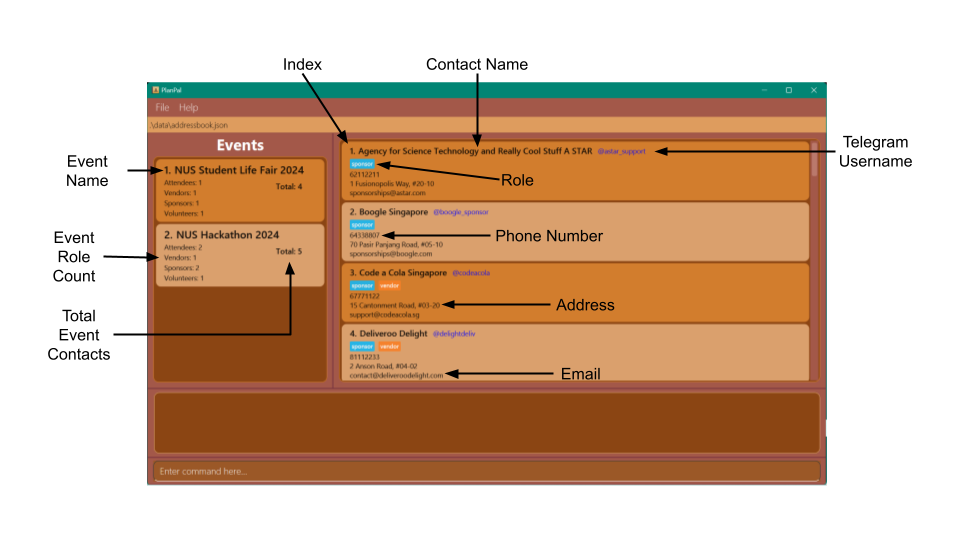 Index
Contact Name
PlanPal
File Help
.\data\addressbook.json
Events
1. NUS Student Life Fair 2024
Attendees: 1
Total: 4
Vendors: 1
Sponsors: 1
Volunteers: 1
2. NUS Hackathon 2024
Attendees: 2
Total: 5
Vendors: 1
Sponsors: 2
Volunteers: 1
1. Agency for Science Technology and Really Cool Stuff A STAR @astar_support
sponsor
62112211
1 Fusionopolis Way, #20-10
sponsorships@astar.com
2. Boogle Singapore @boogle_sponsor
sponsor
64338807
70 Pasir Panjang Road, #05-10
sponsorships@boogle.com
3. Code a Cola Singapore @codeacola
sponsor vendor
67771122
15 Cantonment Road, #03-20
support@codeacola.sg
4. Deliveroo Delight @delightdeliv
sponsor vendor
81112233
2 Anson Road, #04-02
contact@deliveroodelight.com
Enter command here...
Event
Name
Event
Role
Count
Total
Event
Contacts
Role
Phone Number
Address
Email
Telegram
Username